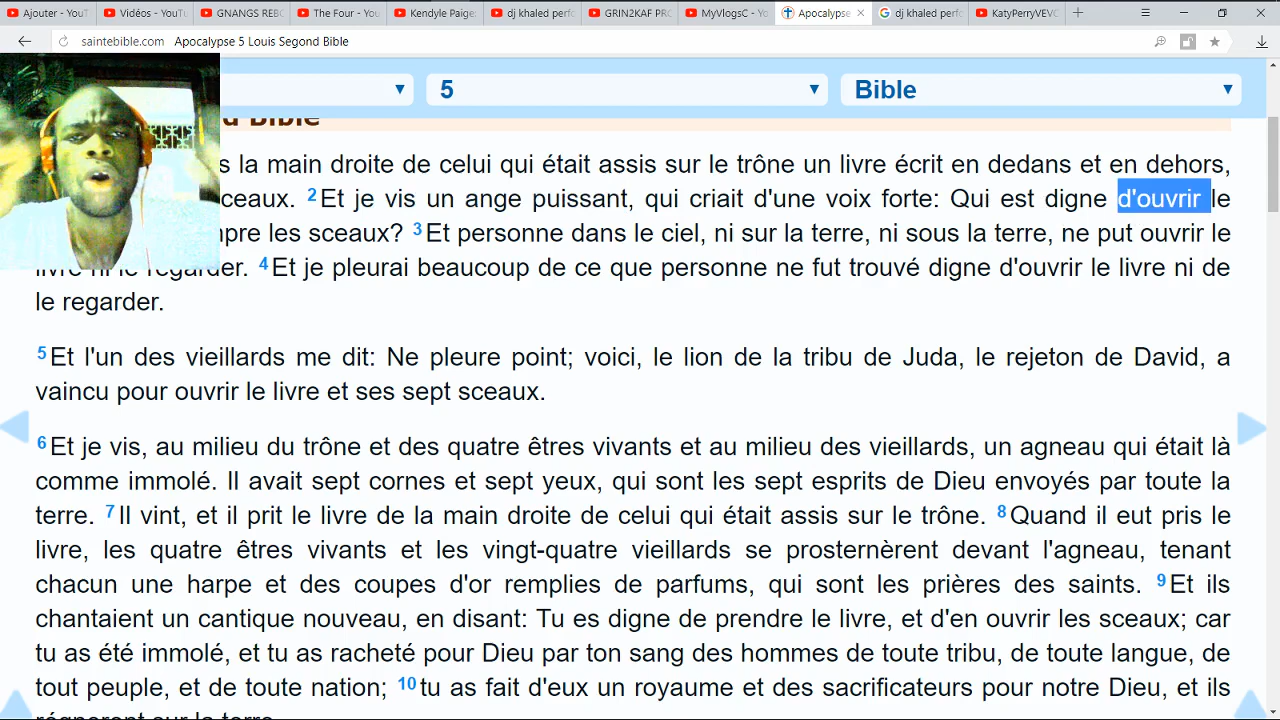 Ajouter - YouT
Vidéos - YouTu
GNANGS REBO
The Four - You
Kendyle Paige
dj khaled perfo
GRIN2KAF PRO
MyVlogsC - Yo
Apocalypse
dj khaled perfo
KatyPerryVEVO
saintebible.com Apocalypse 5 Louis Segond Bible
5
Bible
d Bible
s la main droite de celui qui était assis sur le trône un livre écrit en dedans et en dehors,
ceaux. 2 Et je vis un ange puissant, qui criait d'une voix forte: Qui est digne d'ouvrir le
mpre les sceaux? 3 Et personne dans le ciel, ni sur la terre, ni sous la terre, ne put ouvrir le
livre ni le regarder. 4 Et je pleurai beaucoup de ce que personne ne fut trouvé digne d'ouvrir le livre ni de
le regarder.
5 Et l'un des vieillards me dit: Ne pleure point; voici, le lion de la tribu de Juda, le rejeton de David, a
vaincu pour ouvrir le livre et ses sept sceaux.
6 Et je vis, au milieu du trône et des quatre êtres vivants et au milieu des vieillards, un agneau qui était là
comme immolé. Il avait sept cornes et sept yeux, qui sont les sept esprits de Dieu envoyés par toute la
terre. 7 Il vint, et il prit le livre de la main droite de celui qui était assis sur le trône. 8 Quand il eut pris le
livre, les quatre êtres vivants et les vingt-quatre vieillards se prosternèrent devant l'agneau, tenant
chacun une harpe et des coupes d'or remplies de parfums, qui sont les prières des saints. 9 Et ils
chantaient un cantique nouveau, en disant: Tu es digne de prendre le livre, et d'en ouvrir les sceaux; car
tu as été immolé, et tu as racheté pour Dieu par ton sang des hommes de toute tribu, de toute langue, de
tout peuple, et de toute nation; 10 tu as fait d'eux un royaume et des sacrificateurs pour notre Dieu, et ils
régneront sur la terre.